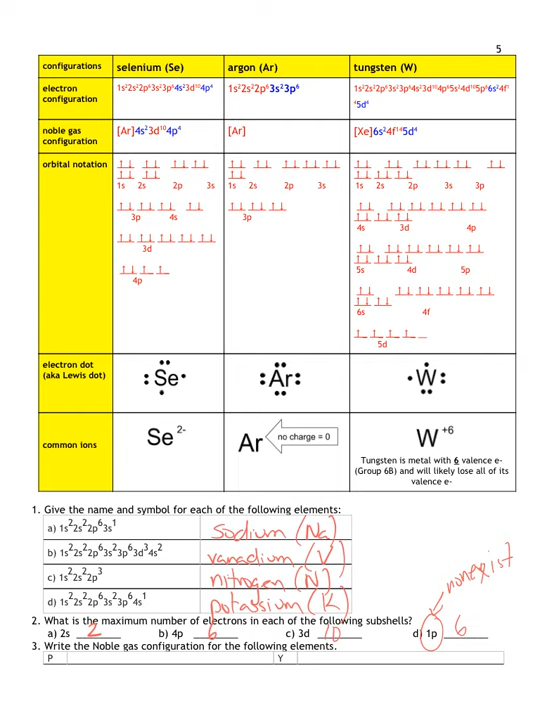 5
configurations selenium (Se) argon (Ar) tungsten (W)
electron configuration 1s²2s²2p⁶3s²3p⁶4s²3d¹⁰4p⁴ 1s²2s²2p⁶3s²3p⁶ 1s²2s²2p⁶3s²3p⁶4s²3d¹⁰4p⁶5s²4d¹⁰5p⁶6s²4f¹⁴5d⁴
noble gas configuration [Ar]4s²3d¹⁰4p⁴ [Ar] [Xe]6s²4f¹⁴5d⁴
orbital notation
1s 2s 2p 3s 1s 2s 2p 3s 1s 2s 2p 3s 3p
3p 4s 3p 4s 3d 4p
3d 5s 4d 5p
4p 6s 4f
5d
electron dot (aka Lewis dot) Se Ar W
common ions Se²⁻ Ar no charge = 0 W⁺⁶
Tungsten is metal with 6 valence e- (Group 6B) and will likely lose all of its valence e-
1. Give the name and symbol for each of the following elements:
a) 1s²2s²2p⁶3s¹ sodium (Na)
b) 1s²2s²2p⁶3s²3p⁶3d³4s² vanadium (V)
c) 1s²2s²2p³ nitrogen (N)
d) 1s²2s²2p⁶3s²3p⁶4s¹ potassium (K)
nonexist
2. What is the maximum number of electrons in each of the following subshells?
a) 2s 2 b) 4p 6 c) 3d 10 d) 1p 6
3. Write the Noble gas configuration for the following elements.
P Y